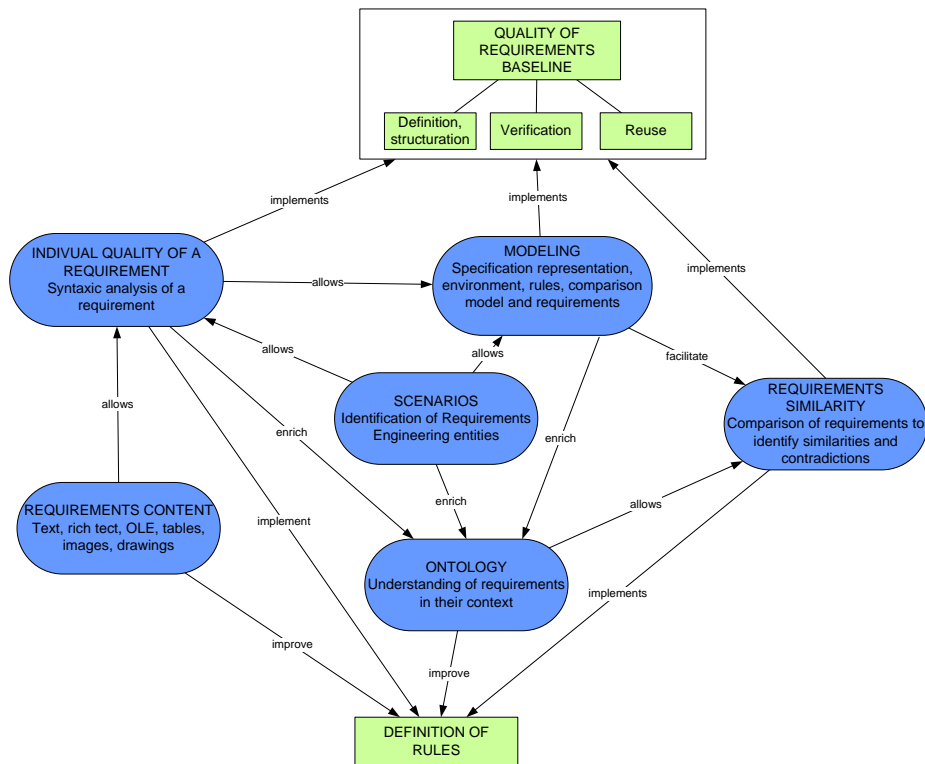 QUALITY OF
REQUIREMENTS
BASELINE
Definition,
structuration
Verification
Reuse
implements
implements
implements
INDIVUAL QUALITY OF A
REQUIREMENT
Syntaxic analysis of a
requirement
allows
MODELING
Specification representation,
environment, rules, comparison
model and requirements
allows
allows
facilitate
allows
SCENARIOS
Identification of Requirements
Engineering entities
REQUIREMENTS
SIMILARITY
Comparison of requirements to
identify similarities and
contradictions
enrich
enrich
enrich
allows
REQUIREMENTS CONTENT
Text, rich tect, OLE, tables,
images, drawings
implement
ONTOLOGY
Understanding of requirements
in their context
implements
improve
improve
DEFINITION OF
RULES